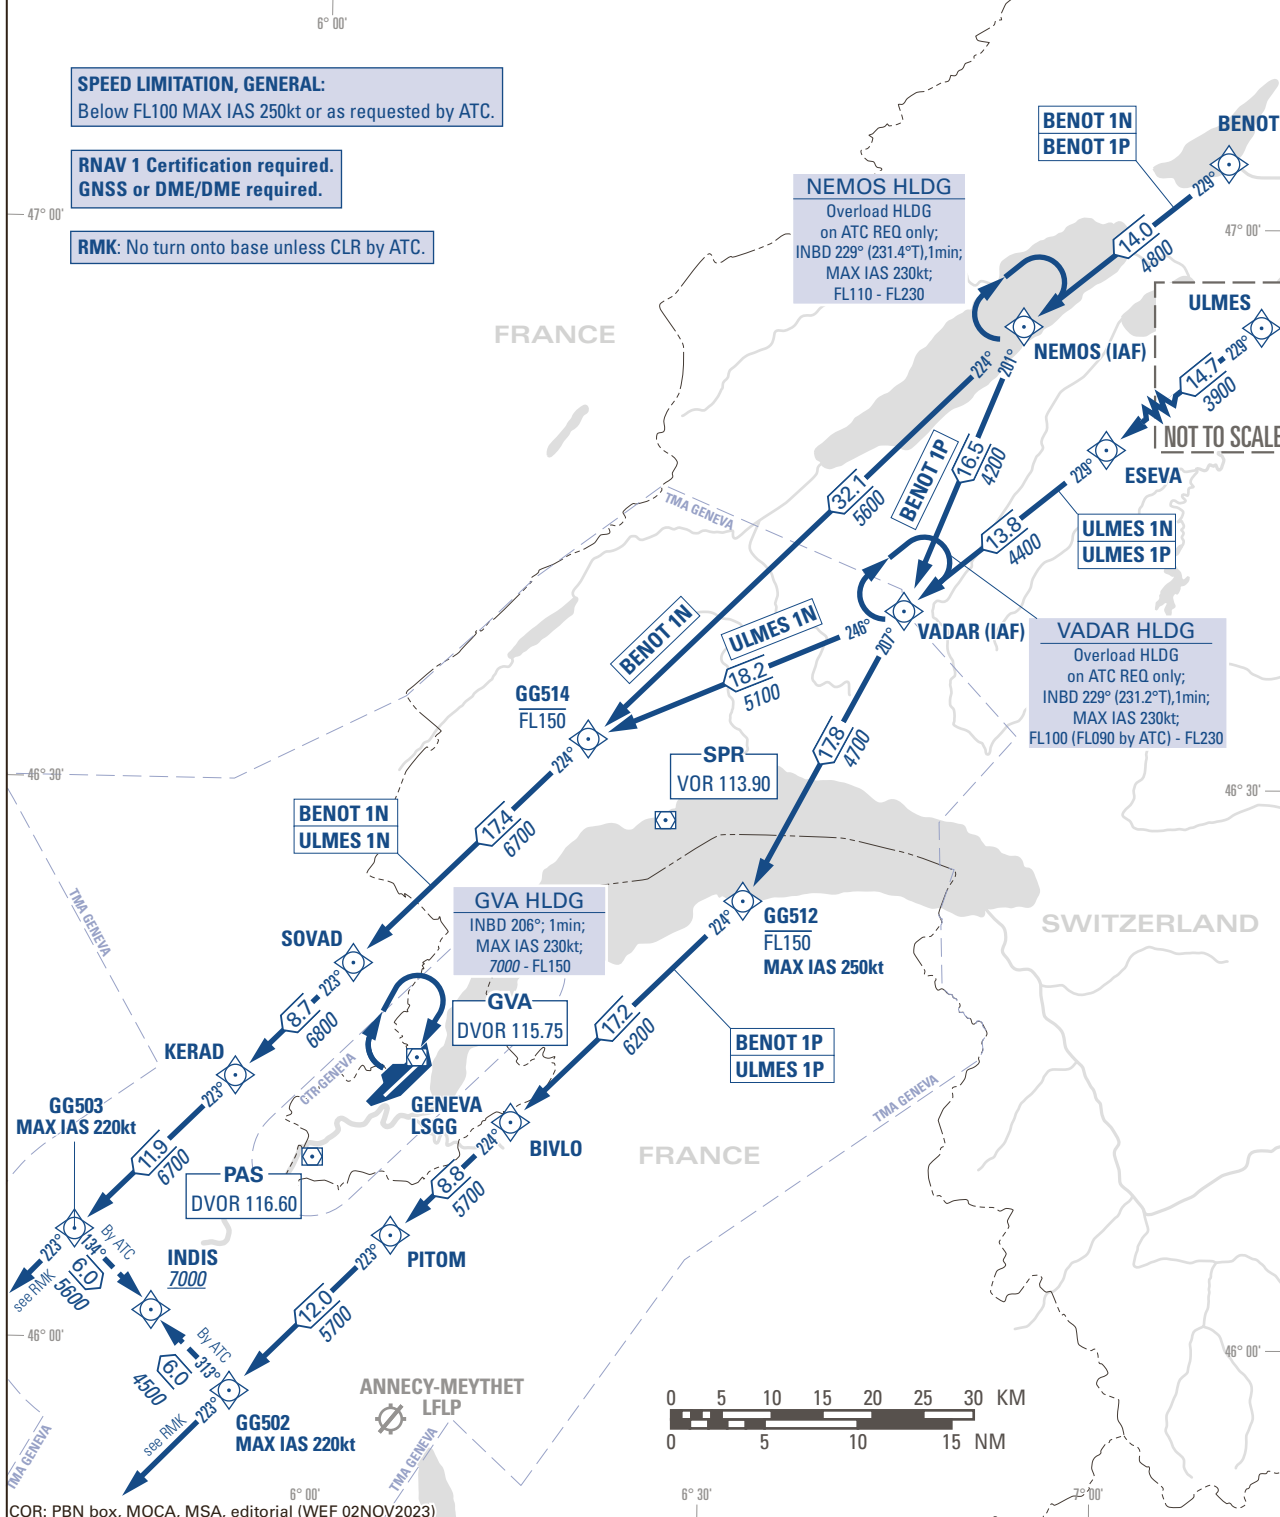 6° 00'
SPEED LIMITATION, GENERAL:
Below FL100 MAX IAS 250kt or as requested by ATC.
RNAV 1 Certification required.
GNSS or DME/DME required.
47° 00'
RMK: No turn onto base unless CLR by ATC.
BENOT 1N
BENOT 1P
BENOT
229°
14.0
4800
47° 00'
NEMOS HLDG
Overload HLDG
on ATC REQ only;
INBD 229° (231.4°T),1min;
MAX IAS 230kt;
FL110 - FL230
FRANCE
ULMES
229°
14.7
3900
NOT TO SCALE
NEMOS (IAF)
224°
201°
BENOT 1P
16.5
4200
32.1
5600
ESEVA
229°
ULMES 1N
ULMES 1P
13.8
4400
TMA GENEVA
BENOT 1N
ULMES 1N
246°
207°
VADAR (IAF)
VADAR HLDG
Overload HLDG
on ATC REQ only;
INBD 229° (231.2°T),1min;
MAX IAS 230kt;
FL100 (FL090 by ATC) - FL230
18.2
5100
GG514
FL150
224°
17.8
4700
SPR
VOR 113.90
46° 30'
46° 30'
BENOT 1N
ULMES 1N
17.4
6700
TMA GENEVA
GVA HLDG
INBD 206°; 1min;
MAX IAS 230kt;
7000 - FL150
224°
GG512
FL150
MAX IAS 250kt
SWITZERLAND
SOVAD
223°
8.7
6800
GVA
DVOR 115.75
17.2
6200
BENOT 1P
ULMES 1P
KERAD
223°
CTR GENEVA
GENEVA
LSGG
TMA GENEVA
GG503
MAX IAS 220kt
11.9
6700
224°
BIVLO
FRANCE
PAS
DVOR 116.60
8.8
5700
223°
134°
By ATC
6.0
5600
see RMK
INDIS
7000
223°
PITOM
12.0
5700
46° 00'
46° 00'
By ATC
313°
6.0
4500
223°
see RMK
GG502
MAX IAS 220kt
ANNECY-MEYTHET
LFLP
0 5 10 15 20 25 30 KM
0 5 10 15 NM
TMA GENEVA
TMA GENEVA
6° 00'
6° 30'
7° 00'
COR: PBN box, MOCA, MSA, editorial (WEF 02NOV2023)